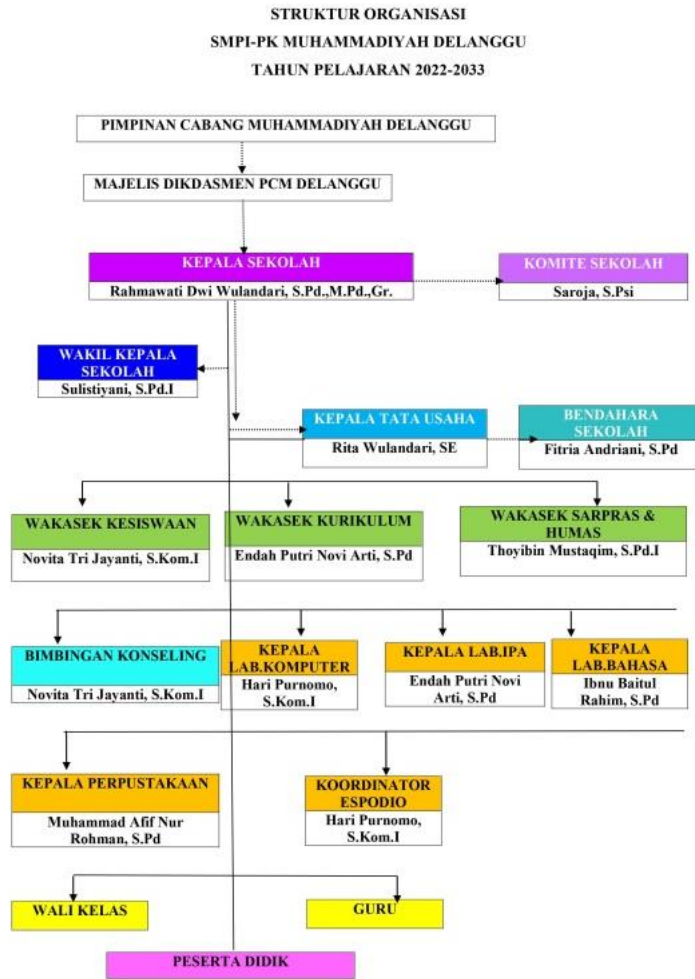 STRUKTUR ORGANISASI
SMPI-PK MUHAMMADIYAH DELANGGU
TAHUN PELAJARAN 2022-2033
PIMPINAN CABANG MUHAMMADIYAH DELANGGU
MAJELIS DIKDASMEN PCM DELANGGU
KEPALA SEKOLAH
Rahmawati Dwi Wulandari, S.Pd.,M.Pd.,Gr.
KOMITE SEKOLAH
Saroja, S.Psi
WAKIL KEPALA
SEKOLAH
Sulistiyani, S.Pd.I
KEPALA TATA USAHA
Rita Wulandari, SE
BENDAHARA
SEKOLAH
Fitria Andriani, S.Pd
WAKASEK KESISWAAN
Novita Tri Jayanti, S.Kom.I
WAKASEK KURIKULUM
Endah Putri Novi Arti, S.Pd
WAKASEK SARPRAS &
HUMAS
Thoyibin Mustaqim, S.Pd.I
BIMBINGAN KONSELING
Novita Tri Jayanti, S.Kom.I
KEPALA
LAB.KOMPUTER
Hari Purnomo,
S.Kom.I
KEPALA LAB.IPA
Endah Putri Novi
Arti, S.Pd
KEPALA
LAB.BAHASA
Ibnu Baitul
Rahim, S.Pd
KEPALA PERPUSTAKAAN
Muhammad Afif Nur
Rohman, S.Pd
KOORDINATOR
ESPODIO
Hari Purnomo,
S.Kom.I
WALI KELAS
GURU
PESERTA DIDIK